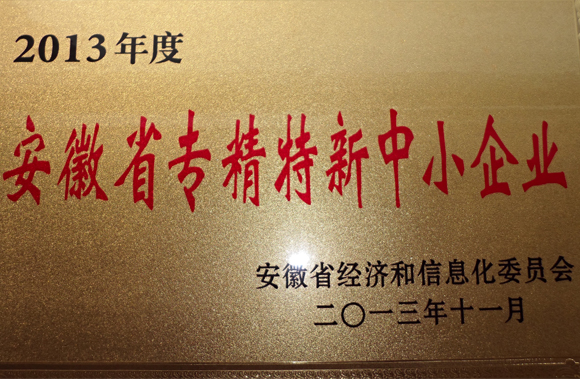 2013年度
安徽省专精特新中小企业
安徽省经济和信息化委员会
二〇一三年十一月